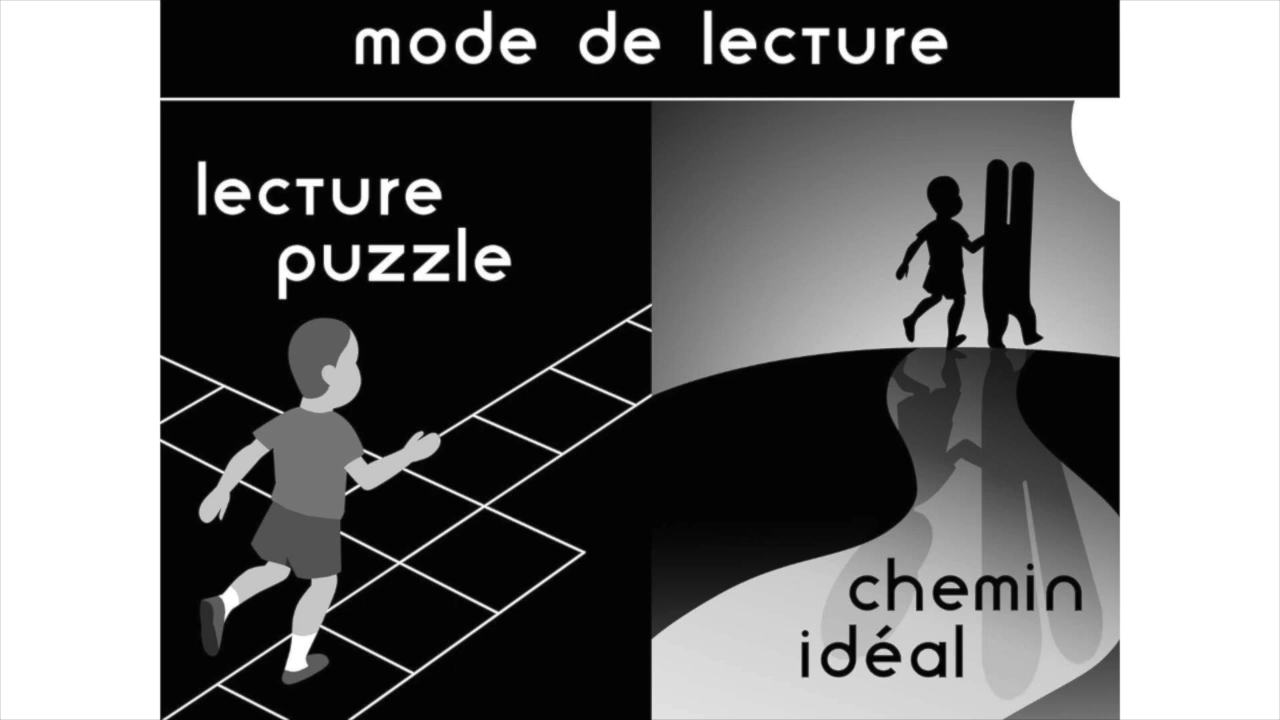 mode de lecture
lecture
puzzle
chemin
idéal